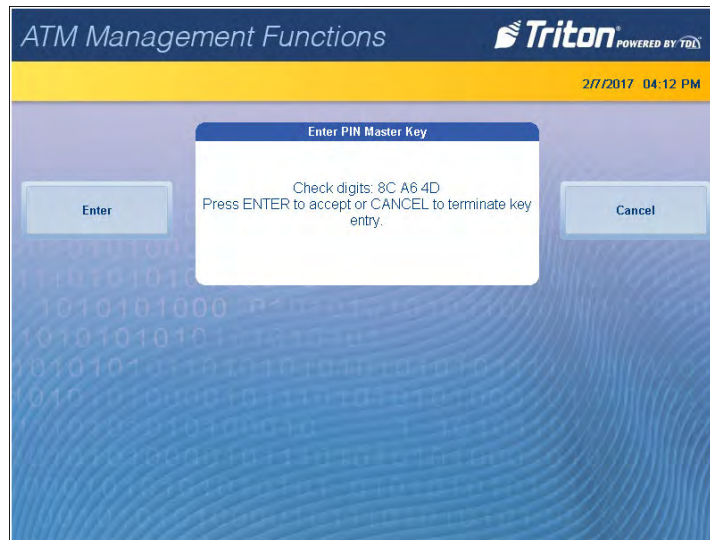 ATM Management Functions
Triton® POWERED BY TDL
2/7/2017 04:12 PM
Enter PIN Master Key
Check digits: 8C A6 4D
Press ENTER to accept or CANCEL to terminate key
entry.
Enter
Cancel